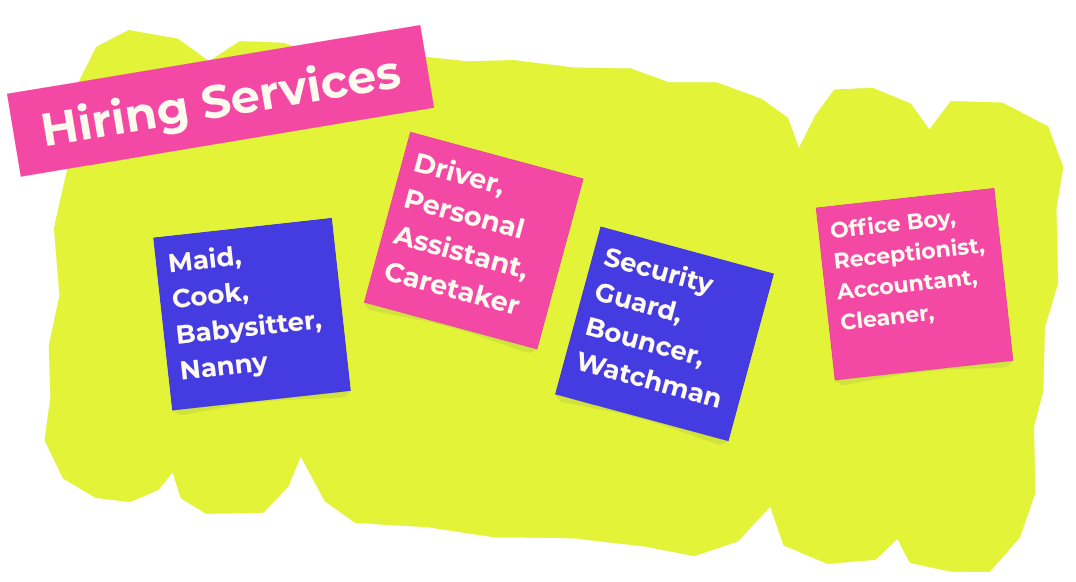 Hiring Services
Maid,
Cook,
Babysitter,
Nanny
Driver,
Personal
Assistant,
Caretaker
Security
Guard,
Bouncer,
Watchman
Office Boy,
Receptionist,
Accountant,
Cleaner,